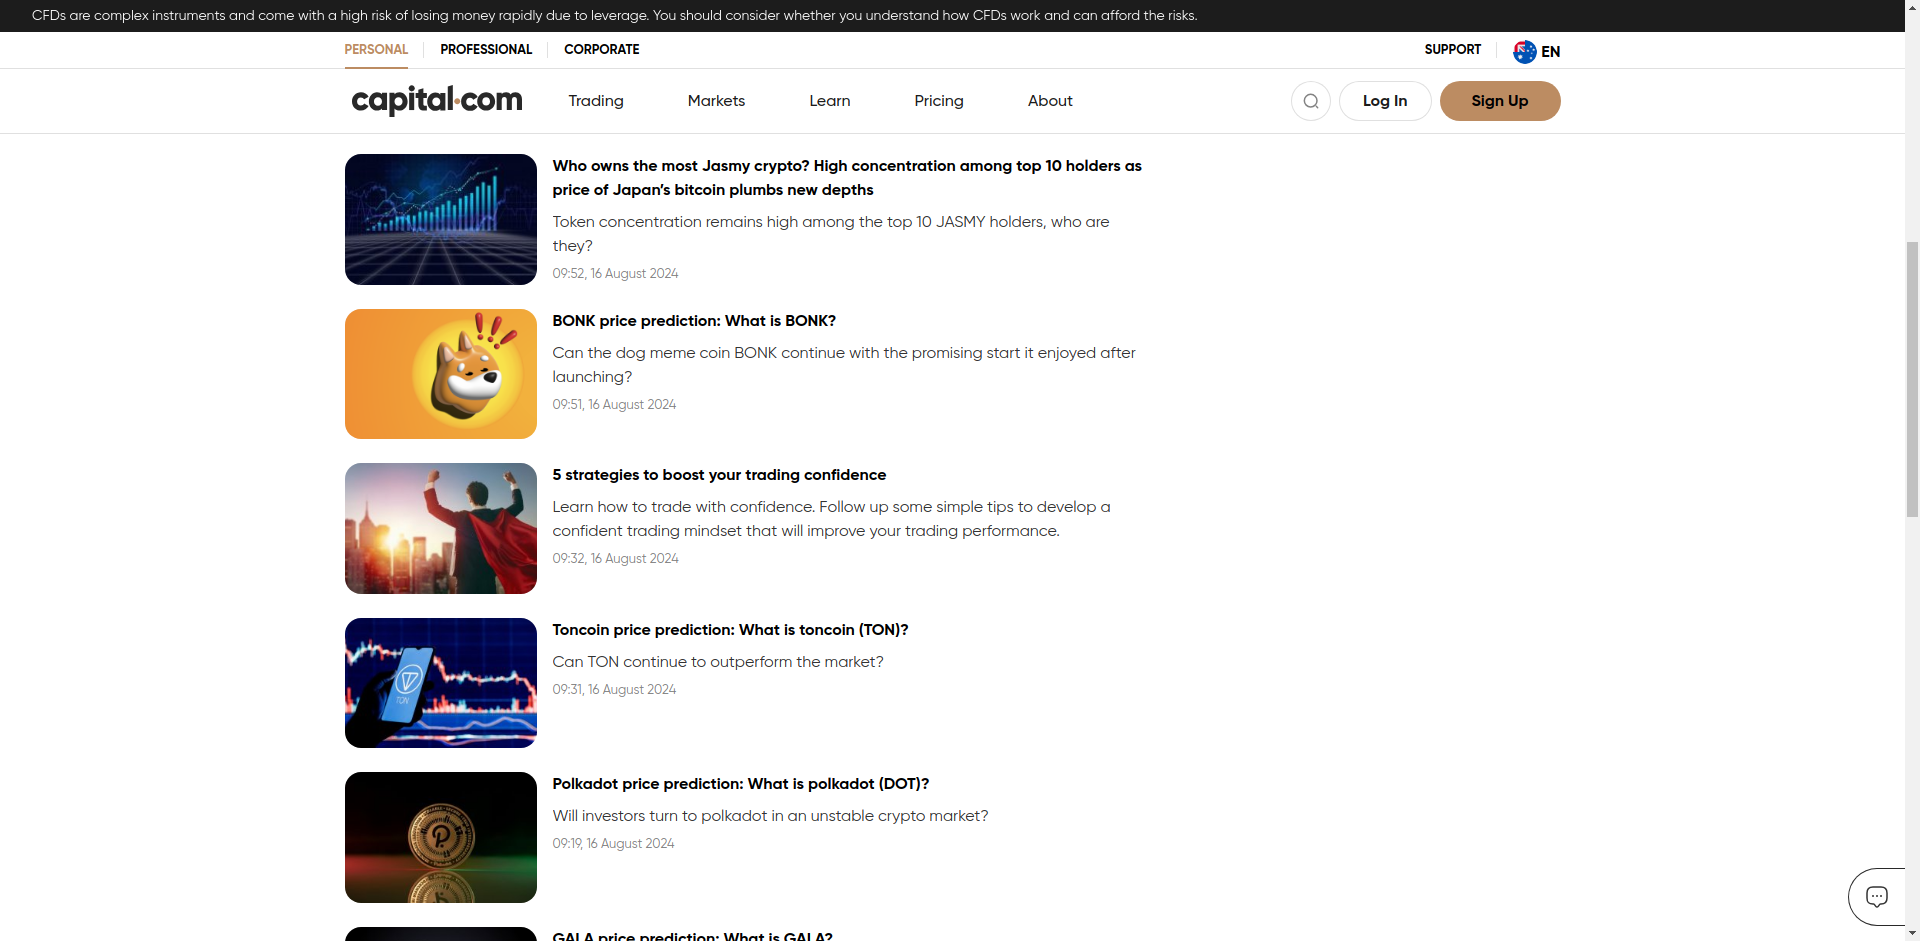 CFDs are complex instruments and come with a high risk of losing money rapidly due to leverage. You should consider whether you understand how CFDs work and can afford the risks.
PERSONAL
PROFESSIONAL
CORPORATE
SUPPORT
EN
capital.com
Trading
Markets
Learn
Pricing
About
Log In
Sign Up
Who owns the most Jasmy crypto? High concentration among top 10 holders as
price of Japan’s bitcoin plumbs new depths
Token concentration remains high among the top 10 JASMY holders, who are
they?
09:52, 16 August 2024
BONK price prediction: What is BONK?
Can the dog meme coin BONK continue with the promising start it enjoyed after
launching?
09:51, 16 August 2024
5 strategies to boost your trading confidence
Learn how to trade with confidence. Follow up some simple tips to develop a
confident trading mindset that will improve your trading performance.
09:32, 16 August 2024
TON
Toncoin price prediction: What is toncoin (TON)?
Can TON continue to outperform the market?
09:31, 16 August 2024
Polkadot price prediction: What is polkadot (DOT)?
Will investors turn to polkadot in an unstable crypto market?
09:19, 16 August 2024
GALA price prediction: What is GALA?